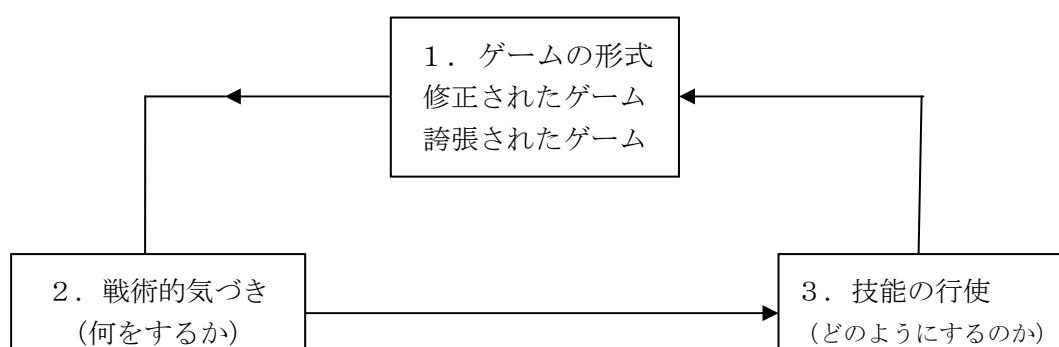 １．ゲームの形式
修正されたゲーム
誇張されたゲーム
２．戦術的気づき
（何をするか）
３．技能の行使
（どのようにするのか）